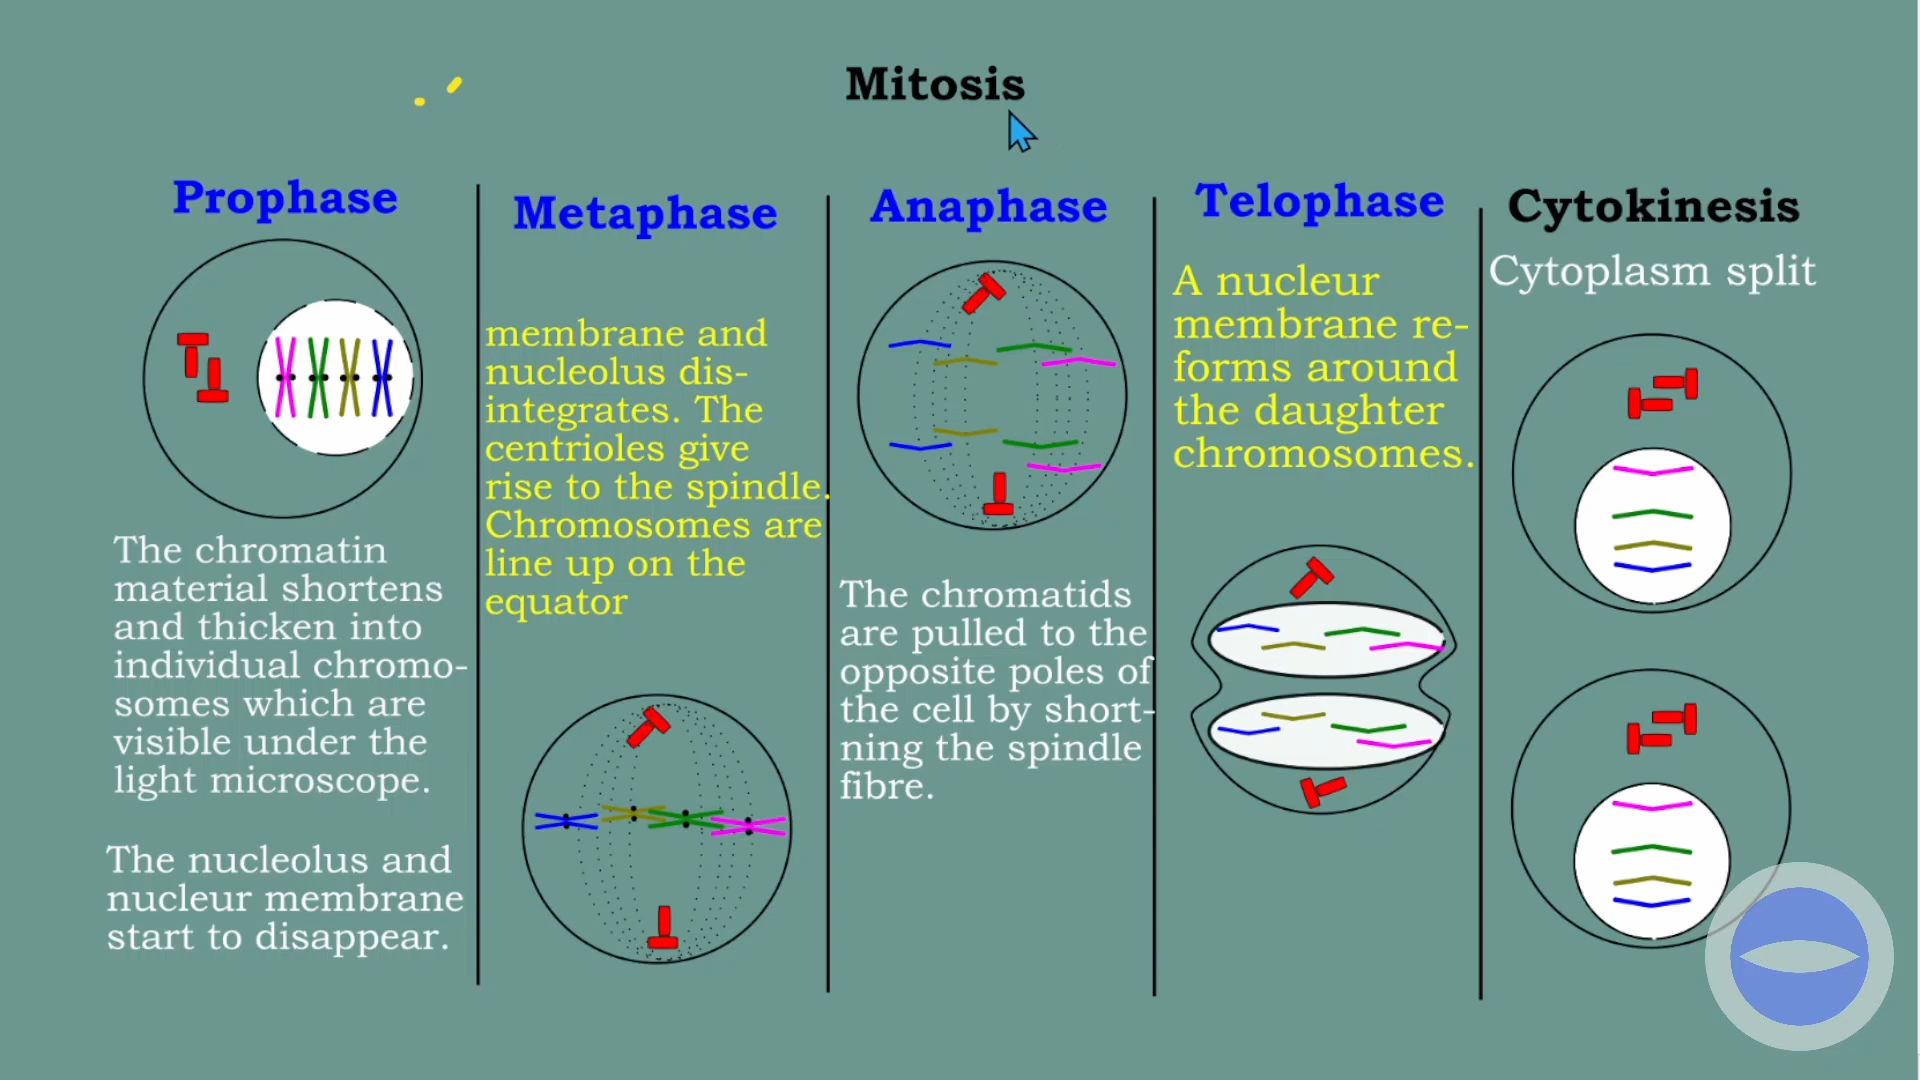 Mitosis
Prophase
The chromatin
material shortens
and thicken into
individual chromo-
somes which are
visible under the
light microscope.
The nucleolus and
nucleur membrane
start to disappear.
Metaphase
membrane and
nucleolus dis-
integrates. The
centrioles give
rise to the spindle.
Chromosomes are
line up on the
equator
Anaphase
The chromatids
are pulled to the
opposite poles of
the cell by short-
ning the spindle
fibre.
Telophase
A nucleur
membrane re-
forms around
the daughter
chromosomes.
Cytokinesis
Cytoplasm split